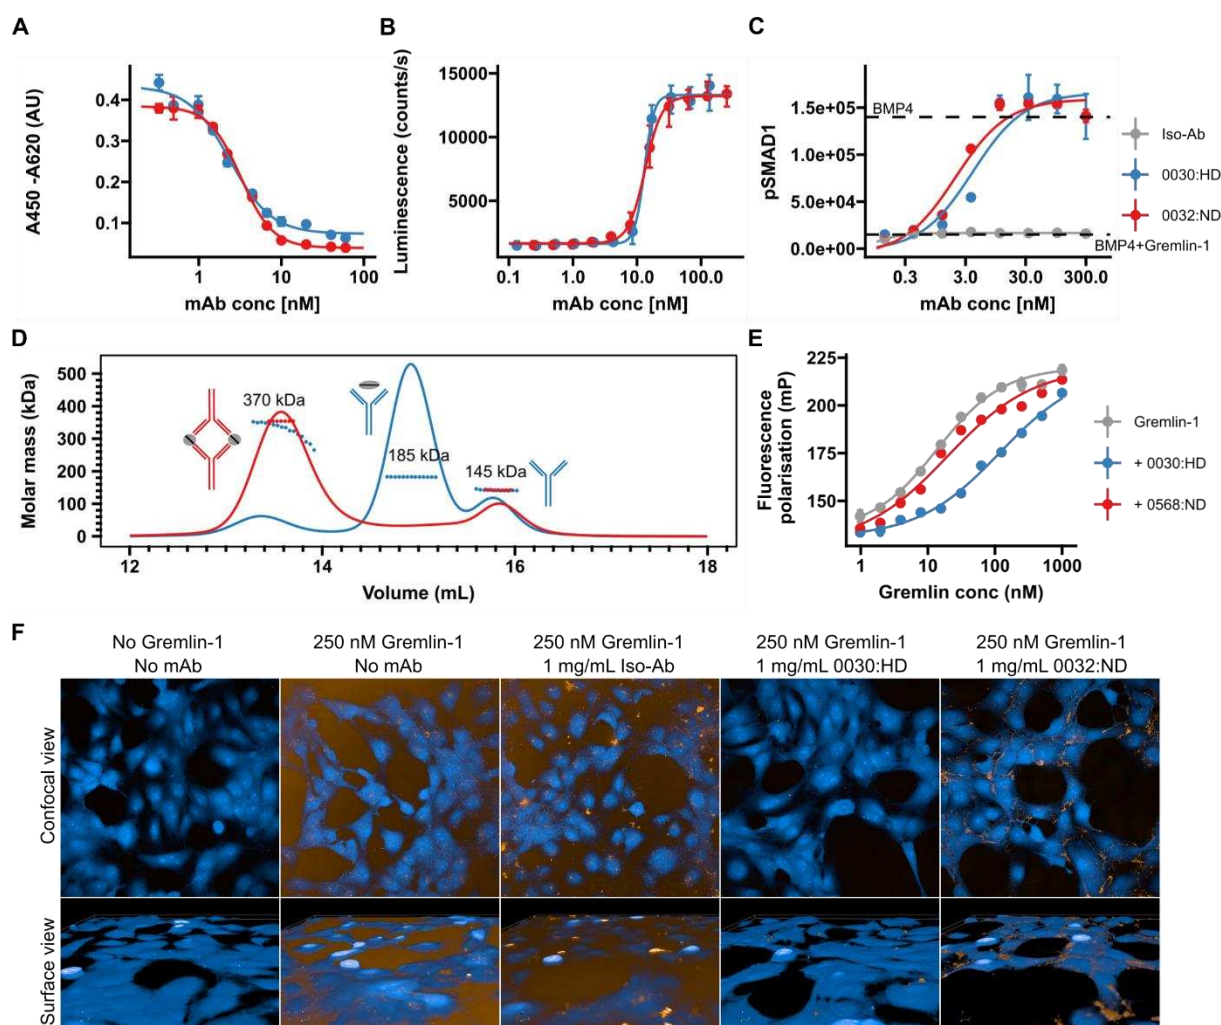 A
A450 -A620 (AU)
0.4
0.3
0.2
0.1
1
10
100
mAb conc [nM]
B
Luminescence (counts/s)
15000
10000
5000
0.1
1.0
10.0
100.0
mAb conc [nM]
C
pSMAD1
1.5e+05
1.0e+05
5.0e+04
0.0e+00
BMP4
BMP4+Gremlin-1
0.3
3.0
30.0
300.0
mAb conc [nM]
Iso-Ab
0030:HD
0032:ND
D
Molar mass (kDa)
500
400
300
200
100
0
370 kDa
185 kDa
145 kDa
12
14
16
18
Volume (mL)
E
Fluorescence
polarisation (mP)
225
200
175
150
1
10
100
1000
Gremlin conc (nM)
Gremlin-1
+ 0030:HD
+ 0568:ND
F
No Gremlin-1
No mAb
250 nM Gremlin-1
No mAb
250 nM Gremlin-1
1 mg/mL Iso-Ab
250 nM Gremlin-1
1 mg/mL 0030:HD
250 nM Gremlin-1
1 mg/mL 0032:ND
Confocal view
Surface view